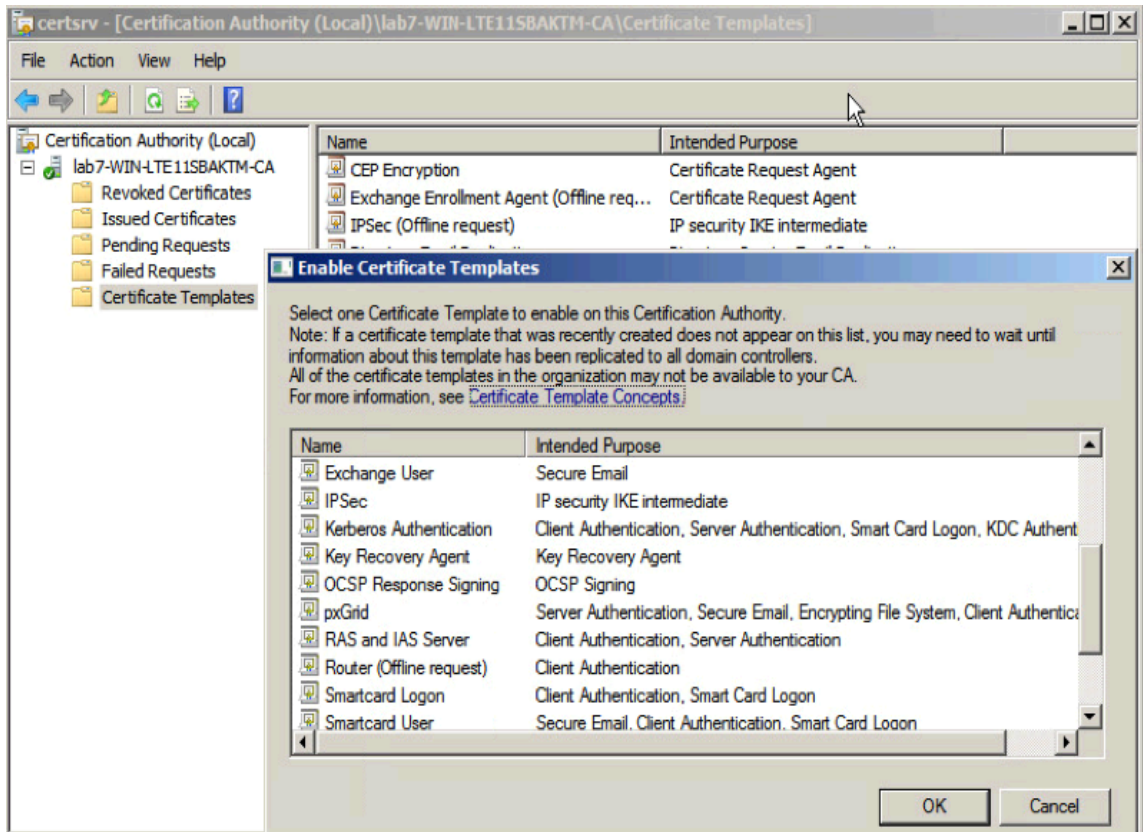 certsrv - [Certification Authority (Local)\lab7-WIN-LTE11SBAKTM-CA\Certificate Templates]
File Action View Help
Certification Authority (Local)
lab7-WIN-LTE11SBAKTM-CA
Revoked Certificates
Issued Certificates
Pending Requests
Failed Requests
Certificate Templates
Name Intended Purpose
CEP Encryption Certificate Request Agent
Exchange Enrollment Agent (Offline req... Certificate Request Agent
IPSec (Offline request) IP security IKE intermediate
Enable Certificate Templates
Select one Certificate Template to enable on this Certification Authority.
Note: If a certificate template that was recently created does not appear on this list, you may need to wait until
information about this template has been replicated to all domain controllers.
All of the certificate templates in the organization may not be available to your CA.
For more information, see Certificate Template Concepts.
Name Intended Purpose
Exchange User Secure Email
IPSec IP security IKE intermediate
Kerberos Authentication Client Authentication, Server Authentication, Smart Card Logon, KDC Authent
Key Recovery Agent Key Recovery Agent
OCSP Response Signing OCSP Signing
pxGrid Server Authentication, Secure Email, Encrypting File System, Client Authentica
RAS and IAS Server Client Authentication, Server Authentication
Router (Offline request) Client Authentication
Smartcard Logon Client Authentication, Smart Card Logon
Smartcard User Secure Email, Client Authentication, Smart Card Logon
OK Cancel